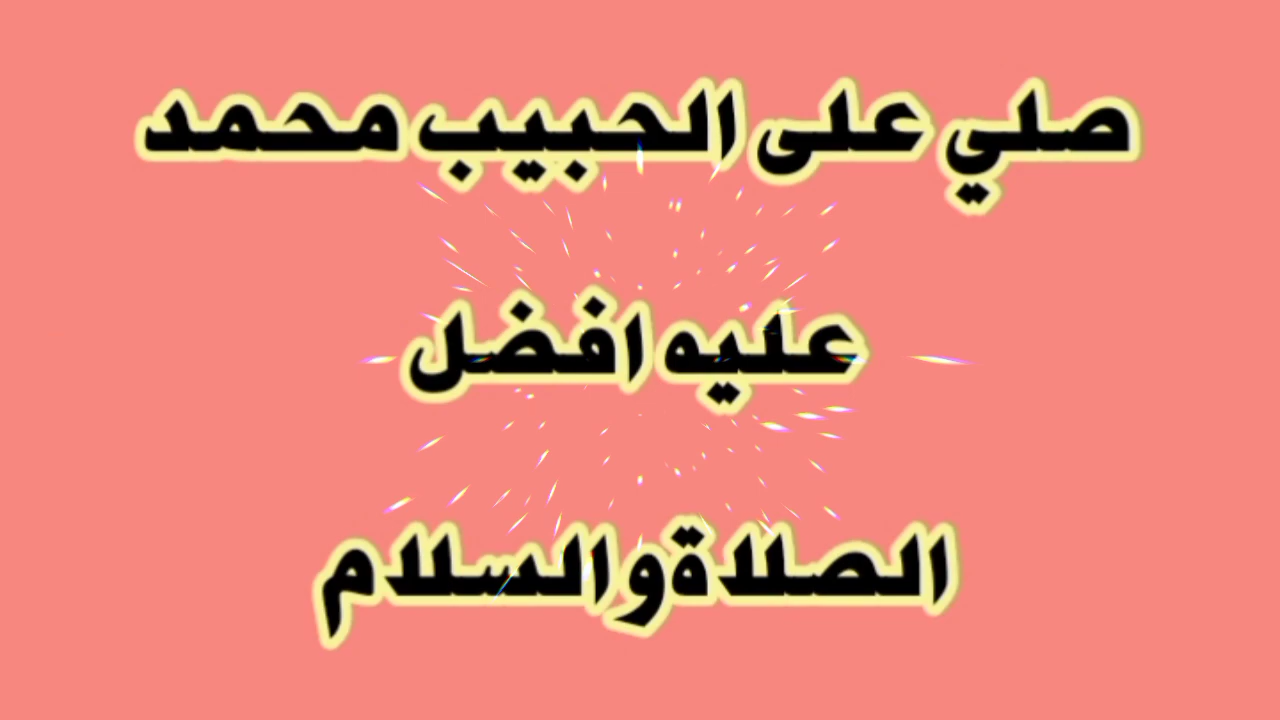 صلي على الحبيب محمد
عليه افضل
الصلاة والسلام